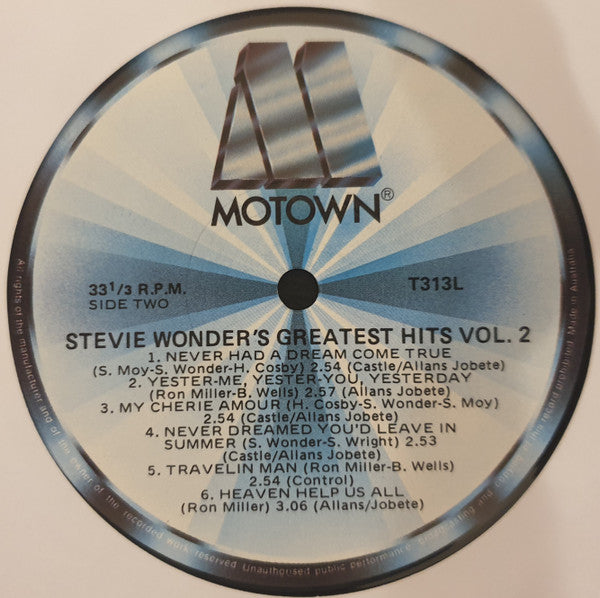 MOTOWN®
33 1/3 R.P.M.
SIDE TWO
T313L
STEVIE WONDER'S GREATEST HITS VOL. 2
1. NEVER HAD A DREAM COME TRUE
(S. Moy-S. Wonder-H. Cosby) 2.54 (Castle/Allans Jobete)
2. YESTER-ME, YESTER-YOU, YESTERDAY
(Ron Miller-B. Wells) 2.57 (Allans Jobete)
3. MY CHERIE AMOUR (H. Cosby-S. Wonder-S. Moy)
2.54 (Castle/Allans Jobete)
4. NEVER DREAMED YOU'D LEAVE IN
SUMMER (S. Wonder-S. Wright) 2.53
(Castle/Allans Jobete)
5. TRAVELIN MAN (Ron Miller-B. Wells)
2.54 (Control)
6. HEAVEN HELP US ALL
(Ron Miller) 3.06 (Allans/Jobete)
All rights of the manufacturer and of the owner of the recorded work reserved Unauthorised public performance, broadcasting and copying of this record prohibited. Made in Australia